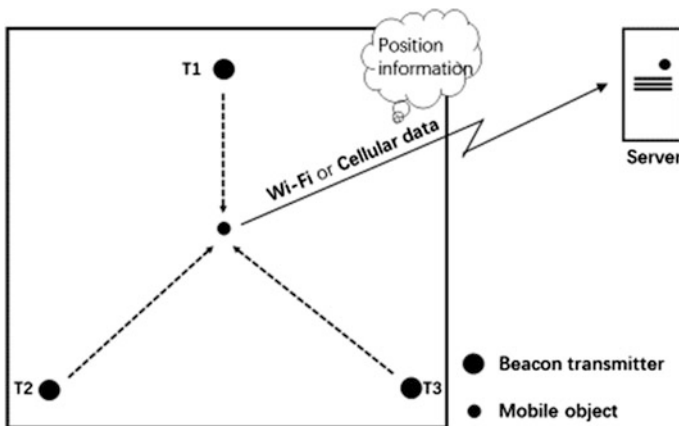 Position
information
T1
Wi-Fi or Cellular data
Server
T2
T3
Beacon transmitter
Mobile object